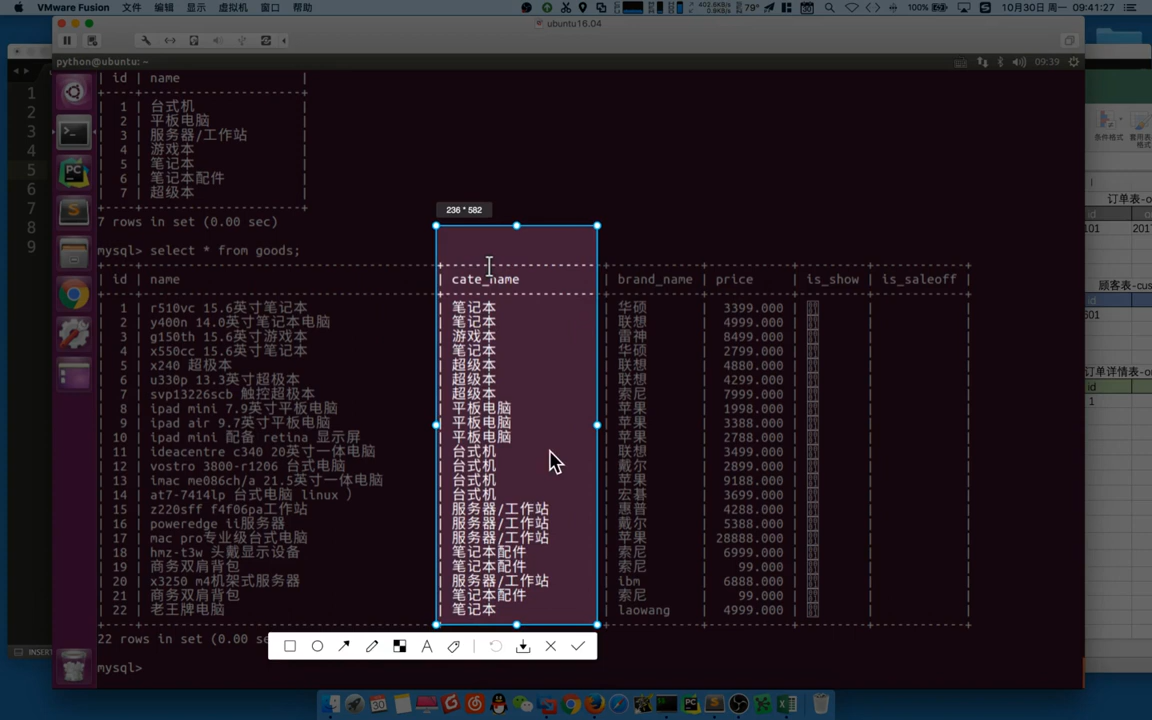 VMware Fusion 文件 编辑 显示 虚拟机 窗口 帮助 79° 100% 10月30日 周一 09:41:27
ubuntu16.04
python@ubuntu: ~ 09:39
| id | name |
+----+---------------------+
| 1 | 台式机 |
| 2 | 平板电脑 |
| 3 | 服务器/工作站 |
| 4 | 游戏本 |
| 5 | 笔记本 |
| 6 | 笔记本配件 |
| 7 | 超级本 |
+----+---------------------+
7 rows in set (0.00 sec)
236 * 582
mysql> select * from goods;
| id | name | cate_name | brand_name | price | is_show | is_saleoff |
| 1 | r510vc 15.6英寸笔记本 | 笔记本 | 华硕 | 3399.000 | | |
| 2 | y400n 14.0英寸笔记本电脑 | 笔记本 | 联想 | 4999.000 | | |
| 3 | g150th 15.6英寸游戏本 | 游戏本 | 雷神 | 8499.000 | | |
| 4 | x550cc 15.6英寸笔记本 | 笔记本 | 华硕 | 2799.000 | | |
| 5 | x240 超极本 | 超级本 | 联想 | 4880.000 | | |
| 6 | u330p 13.3英寸超极本 | 超级本 | 联想 | 4299.000 | | |
| 7 | svp13226scb 触控超极本 | 超级本 | 索尼 | 7999.000 | | |
| 8 | ipad mini 7.9英寸平板电脑 | 平板电脑 | 苹果 | 1998.000 | | |
| 9 | ipad air 9.7英寸平板电脑 | 平板电脑 | 苹果 | 3388.000 | | |
| 10 | ipad mini 配备 retina 显示屏 | 平板电脑 | 苹果 | 2788.000 | | |
| 11 | ideacentre c340 20英寸一体电脑 | 台式机 | 联想 | 3499.000 | | |
| 12 | vostro 3800-r1206 台式电脑 | 台式机 | 戴尔 | 2899.000 | | |
| 13 | imac me086ch/a 21.5英寸一体电脑 | 台式机 | 苹果 | 9188.000 | | |
| 14 | at7-7414lp 台式电脑 linux ) | 台式机 | 宏碁 | 3699.000 | | |
| 15 | z220sff f4f06pa工作站 | 服务器/工作站 | 惠普 | 4288.000 | | |
| 16 | poweredge ii服务器 | 服务器/工作站 | 戴尔 | 5388.000 | | |
| 17 | mac pro专业级台式电脑 | 服务器/工作站 | 苹果 | 28888.000 | | |
| 18 | hmz-t3w 头戴显示设备 | 笔记本配件 | 索尼 | 6999.000 | | |
| 19 | 商务双肩背包 | 笔记本配件 | 索尼 | 99.000 | | |
| 20 | x3250 m4机架式服务器 | 服务器/工作站 | ibm | 6888.000 | | |
| 21 | 商务双肩背包 | 笔记本配件 | 索尼 | 99.000 | | |
| 22 | 老王牌电脑 | 笔记本 | laowang | 4999.000 | | |
22 rows in set (0.00 se
mysql>
1
2
3
4
5
6
7
8
9
INSERT
条件格式
订单表-o
id
101 201
顾客表-cus
id
601
订单详情表-o
id
1